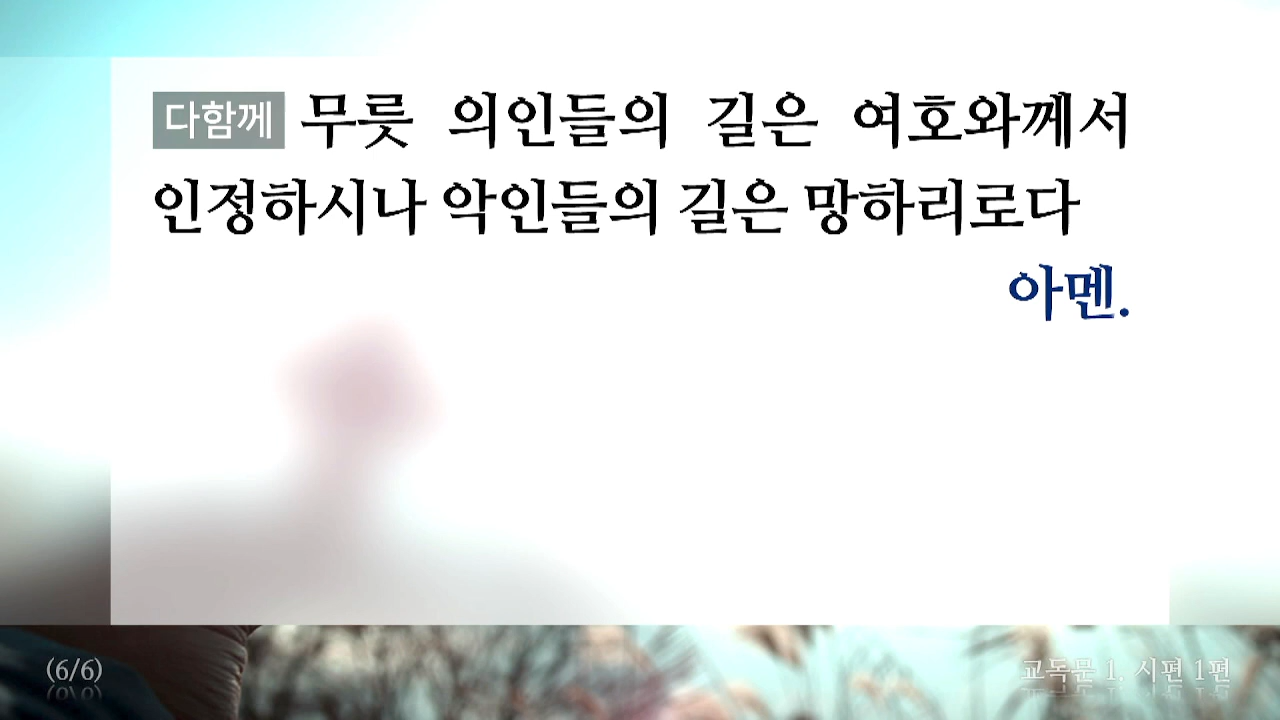 다함께 무릇 의인들의 길은 여호와께서
인정하시나 악인들의 길은 망하리로다
아멘.
(6/6)
교독문 1. 시편 1편